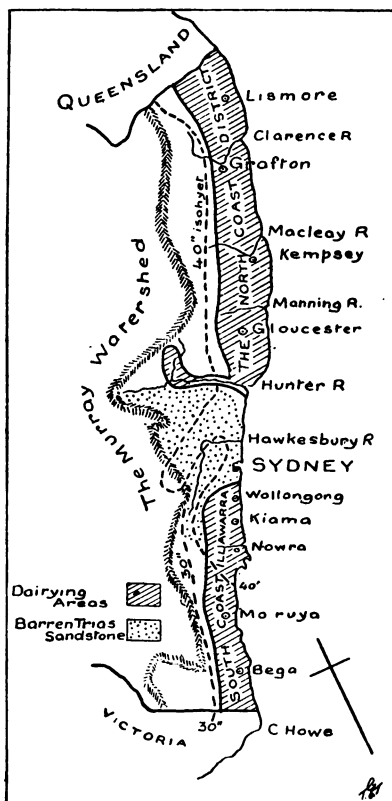 QUEENSLAND
Lismore
Clarence R
Grafton
40" isohyet
THE NORTH COAST DISTRICT
Macleay R
Kempsey
Manning R.
Gloucester
The Murray Watershed
Hunter R
Hawkesbury R
SYDNEY
Wollongong
Kiama
Nowra
ILLAWARRA
SOUTH COAST
30"
40'
Moruya
Bega
Dairying
Areas
Barren Trias
Sandstone
VICTORIA
30"
C Howe